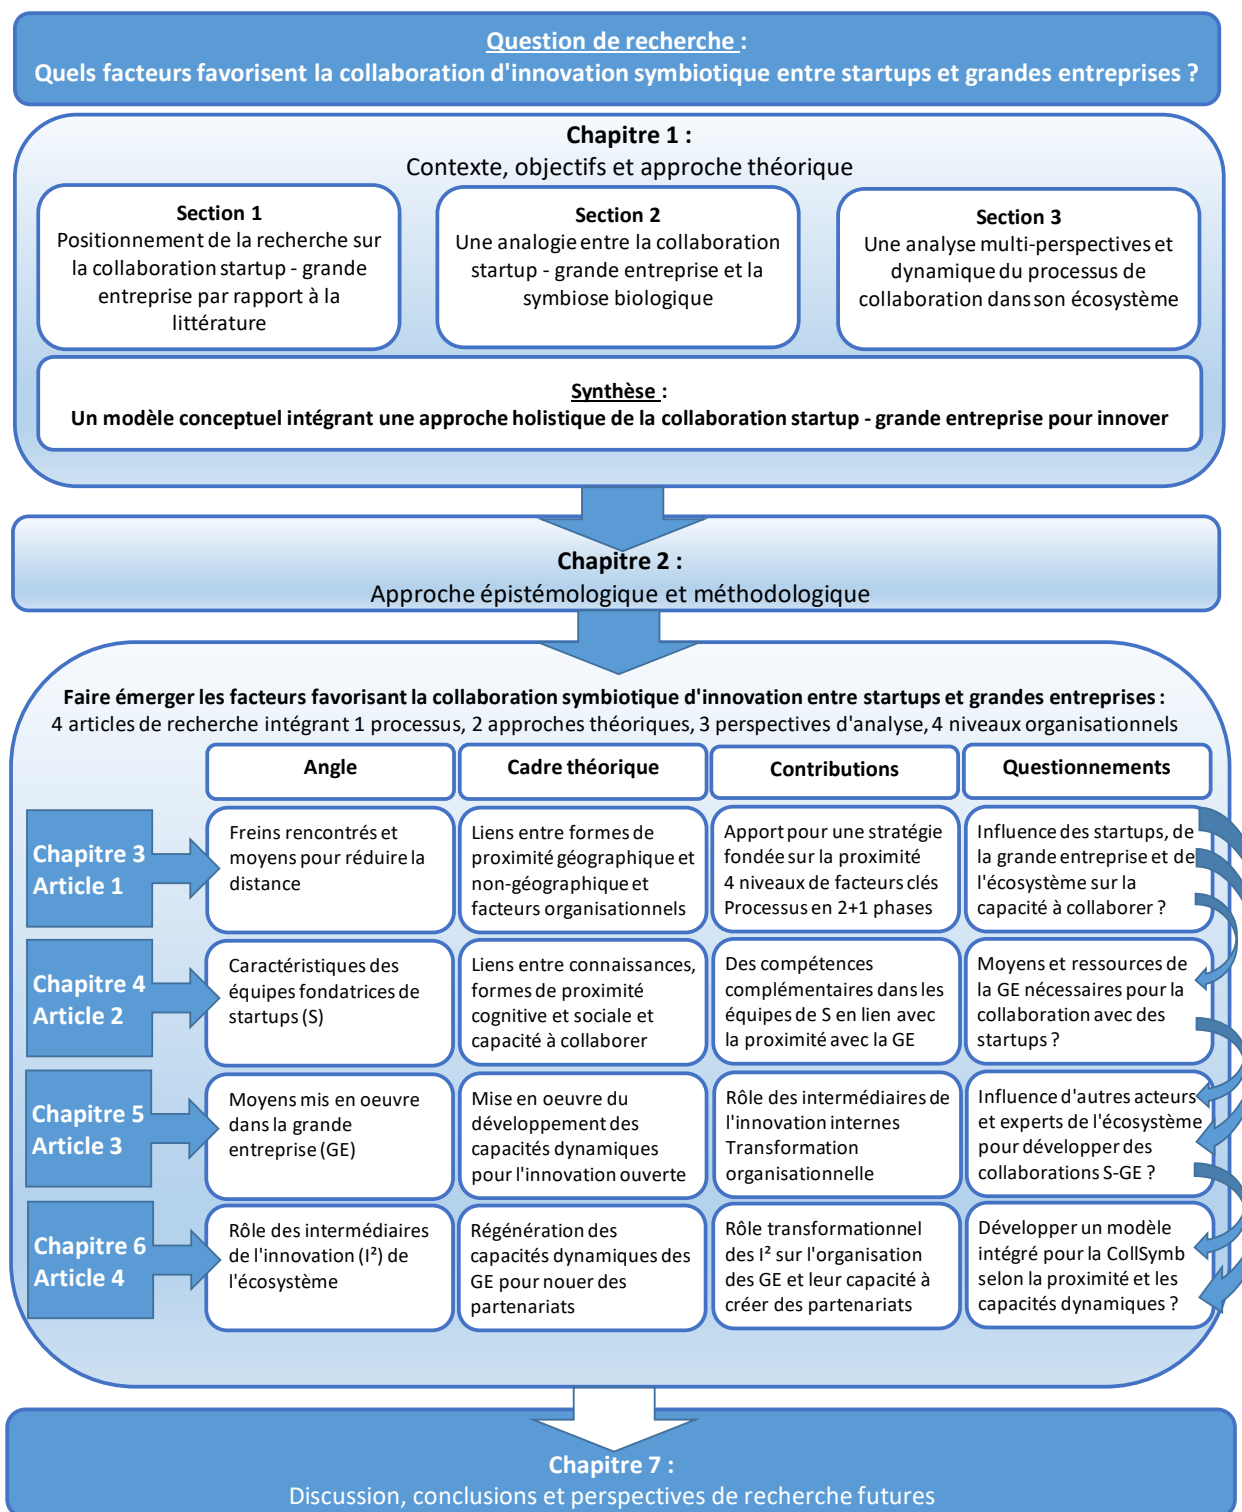 Question de recherche :
Quels facteurs favorisent la collaboration d'innovation symbiotique entre startups et grandes entreprises ?
Chapitre 1 :
Contexte, objectifs et approche théorique
Section 1
Positionnement de la recherche sur
la collaboration startup - grande
entreprise par rapport à la
littérature
Section 2
Une analogie entre la collaboration
startup - grande entreprise et la
symbiose biologique
Section 3
Une analyse multi-perspectives et
dynamique du processus de
collaboration dans son écosystème
Synthèse :
Un modèle conceptuel intégrant une approche holistique de la collaboration startup - grande entreprise pour innover
Chapitre 2 :
Approche épistémologique et méthodologique
Faire émerger les facteurs favorisant la collaboration symbiotique d'innovation entre startups et grandes entreprises :
4 articles de recherche intégrant 1 processus, 2 approches théoriques, 3 perspectives d'analyse, 4 niveaux organisationnels
Angle
Cadre théorique
Contributions
Questionnements
Chapitre 3
Article 1
Freins rencontrés et
moyens pour réduire la
distance
Liens entre formes de
proximité géographique et
non-géographique et
facteurs organisationnels
Apport pour une stratégie
fondée sur la proximité
4 niveaux de facteurs clés
Processus en 2+1 phases
Influence des startups, de
la grande entreprise et de
l'écosystème sur la
capacité à collaborer ?
Chapitre 4
Article 2
Caractéristiques des
équipes fondatrices de
startups (S)
Liens entre connaissances,
formes de proximité
cognitive et sociale et
capacité à collaborer
Des compétences
complémentaires dans les
équipes de S en lien avec
la proximité avec la GE
Moyens et ressources de
la GE nécessaires pour la
collaboration avec des
startups ?
Chapitre 5
Article 3
Moyens mis en oeuvre
dans la grande
entreprise (GE)
Mise en oeuvre du
développement des
capacités dynamiques
pour l'innovation ouverte
Rôle des intermédiaires de
l'innovation internes
Transformation
organisationnelle
Influence d'autres acteurs
et experts de l'écosystème
pour développer des
collaborations S-GE ?
Chapitre 6
Article 4
Rôle des intermédiaires
de l'innovation (I²) de
l'écosystème
Régénération des
capacités dynamiques des
GE pour nouer des
partenariats
Rôle transformationnel
des I² sur l'organisation
des GE et leur capacité à
créer des partenariats
Développer un modèle
intégré pour la CollSymb
selon la proximité et les
capacités dynamiques ?
Chapitre 7 :
Discussion, conclusions et perspectives de recherche futures